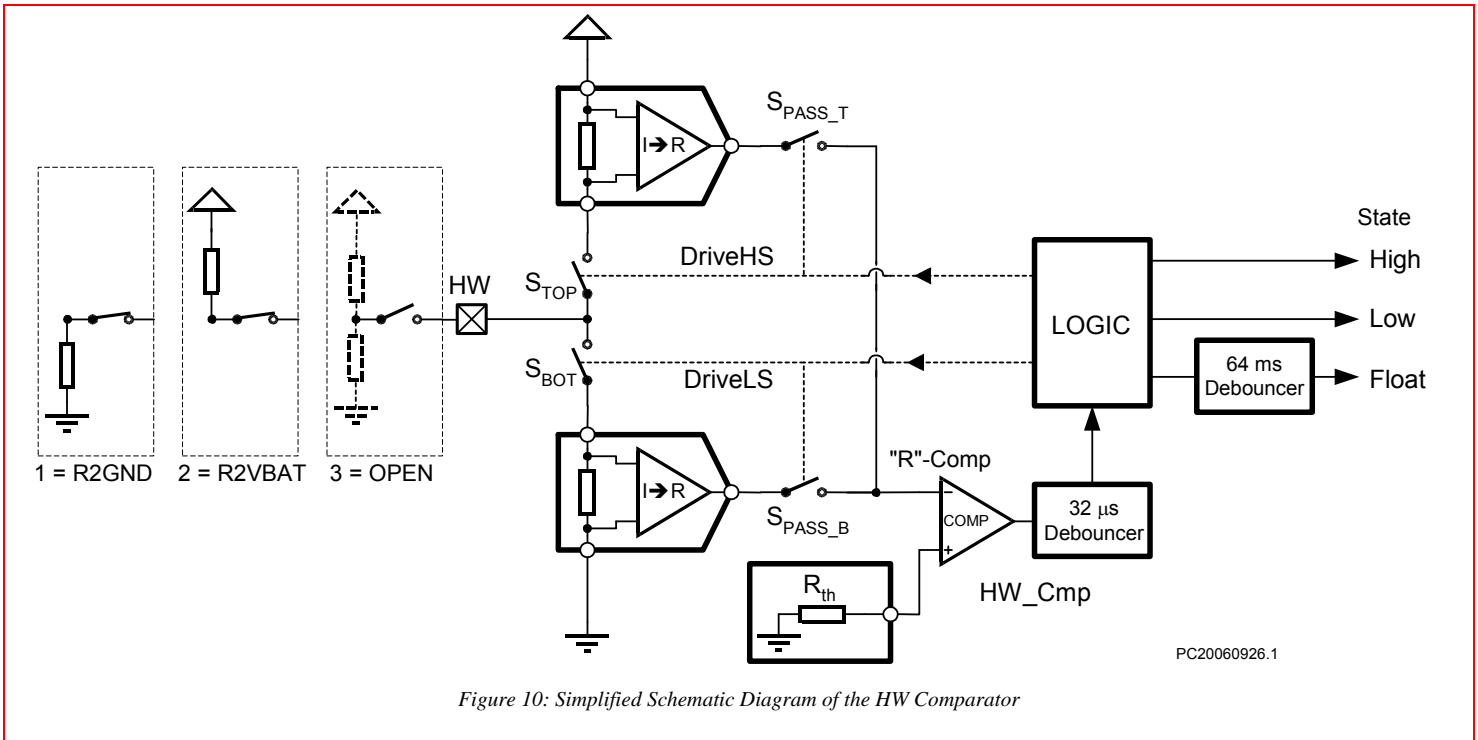 S_PASS_T
I➔R
State
DriveHS
High
HW
S_TOP
LOGIC
Low
S_BOT
DriveLS
64 ms
Debouncer
Float
1 = R2GND
2 = R2VBAT
3 = OPEN
"R"-Comp
I➔R
S_PASS_B
COMP
32 µs
Debouncer
R_th
HW_Cmp
PC20060926.1
Figure 10: Simplified Schematic Diagram of the HW Comparator